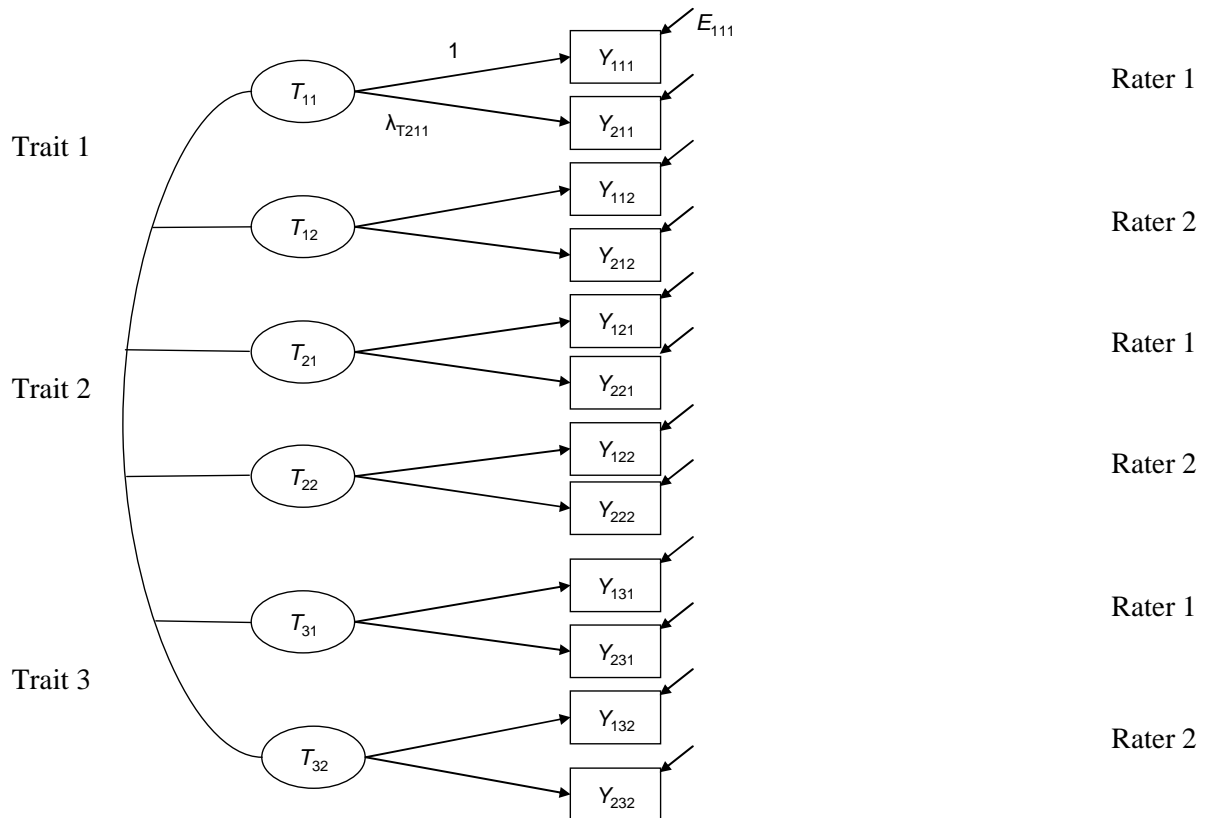 E₁₁₁
1
Y₁₁₁
Rater 1
T₁₁
λ_T211
Y₂₁₁
Trait 1
Y₁₁₂
T₁₂
Rater 2
Y₂₁₂
Y₁₂₁
T₂₁
Rater 1
Trait 2
Y₂₂₁
Y₁₂₂
T₂₂
Rater 2
Y₂₂₂
Y₁₃₁
T₃₁
Rater 1
Y₂₃₁
Trait 3
Y₁₃₂
T₃₂
Rater 2
Y₂₃₂